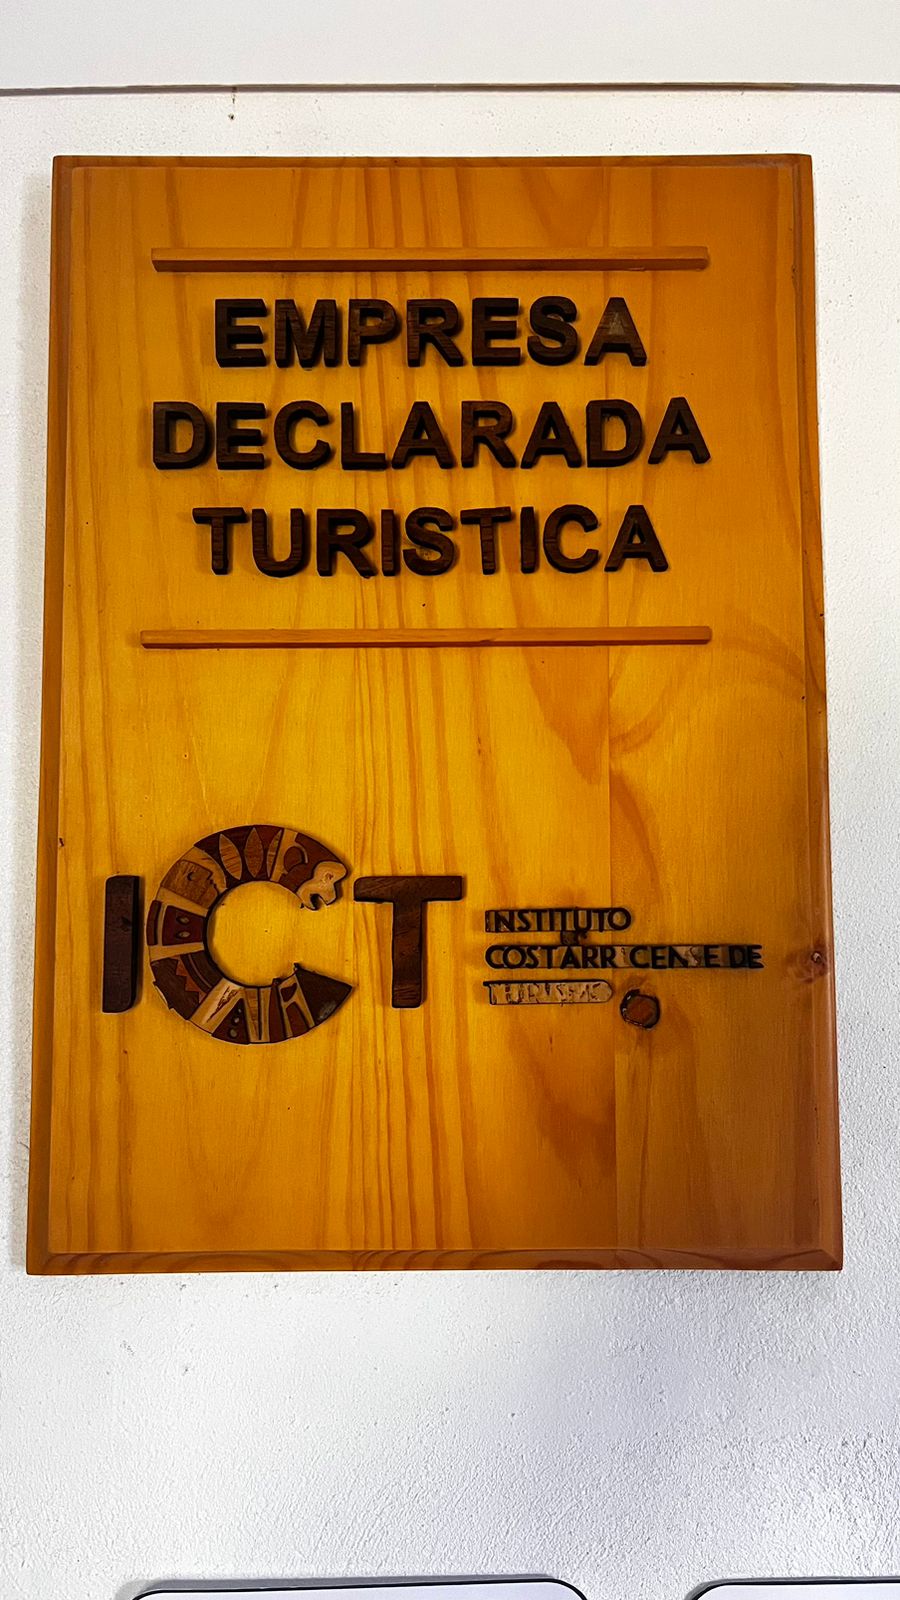 EMPRESA
DECLARADA
TURISTICA
ICT
INSTITUTO
COSTARRICENSE DE